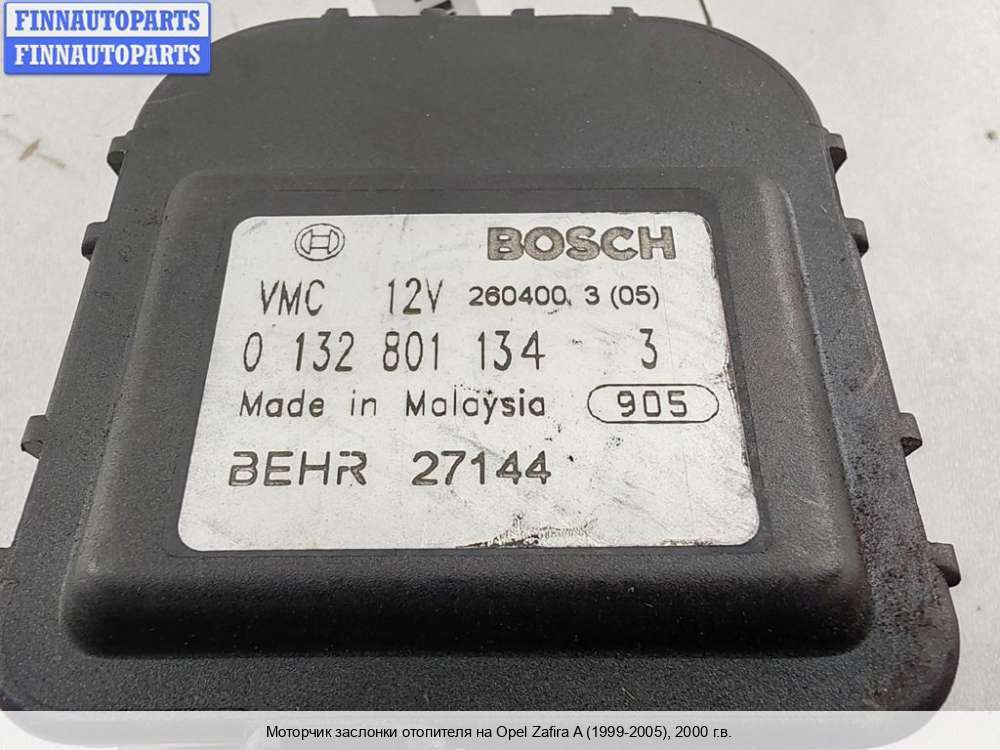 FINNAUTOPARTS
FINNAUTOPARTS
BOSCH
VMC 12V 260400, 3 (05)
0 132 801 134 3
Made in Malaysia 905
BEHR 27144
Моторчик заслонки отопителя на Opel Zafira A (1999-2005), 2000 г.в.